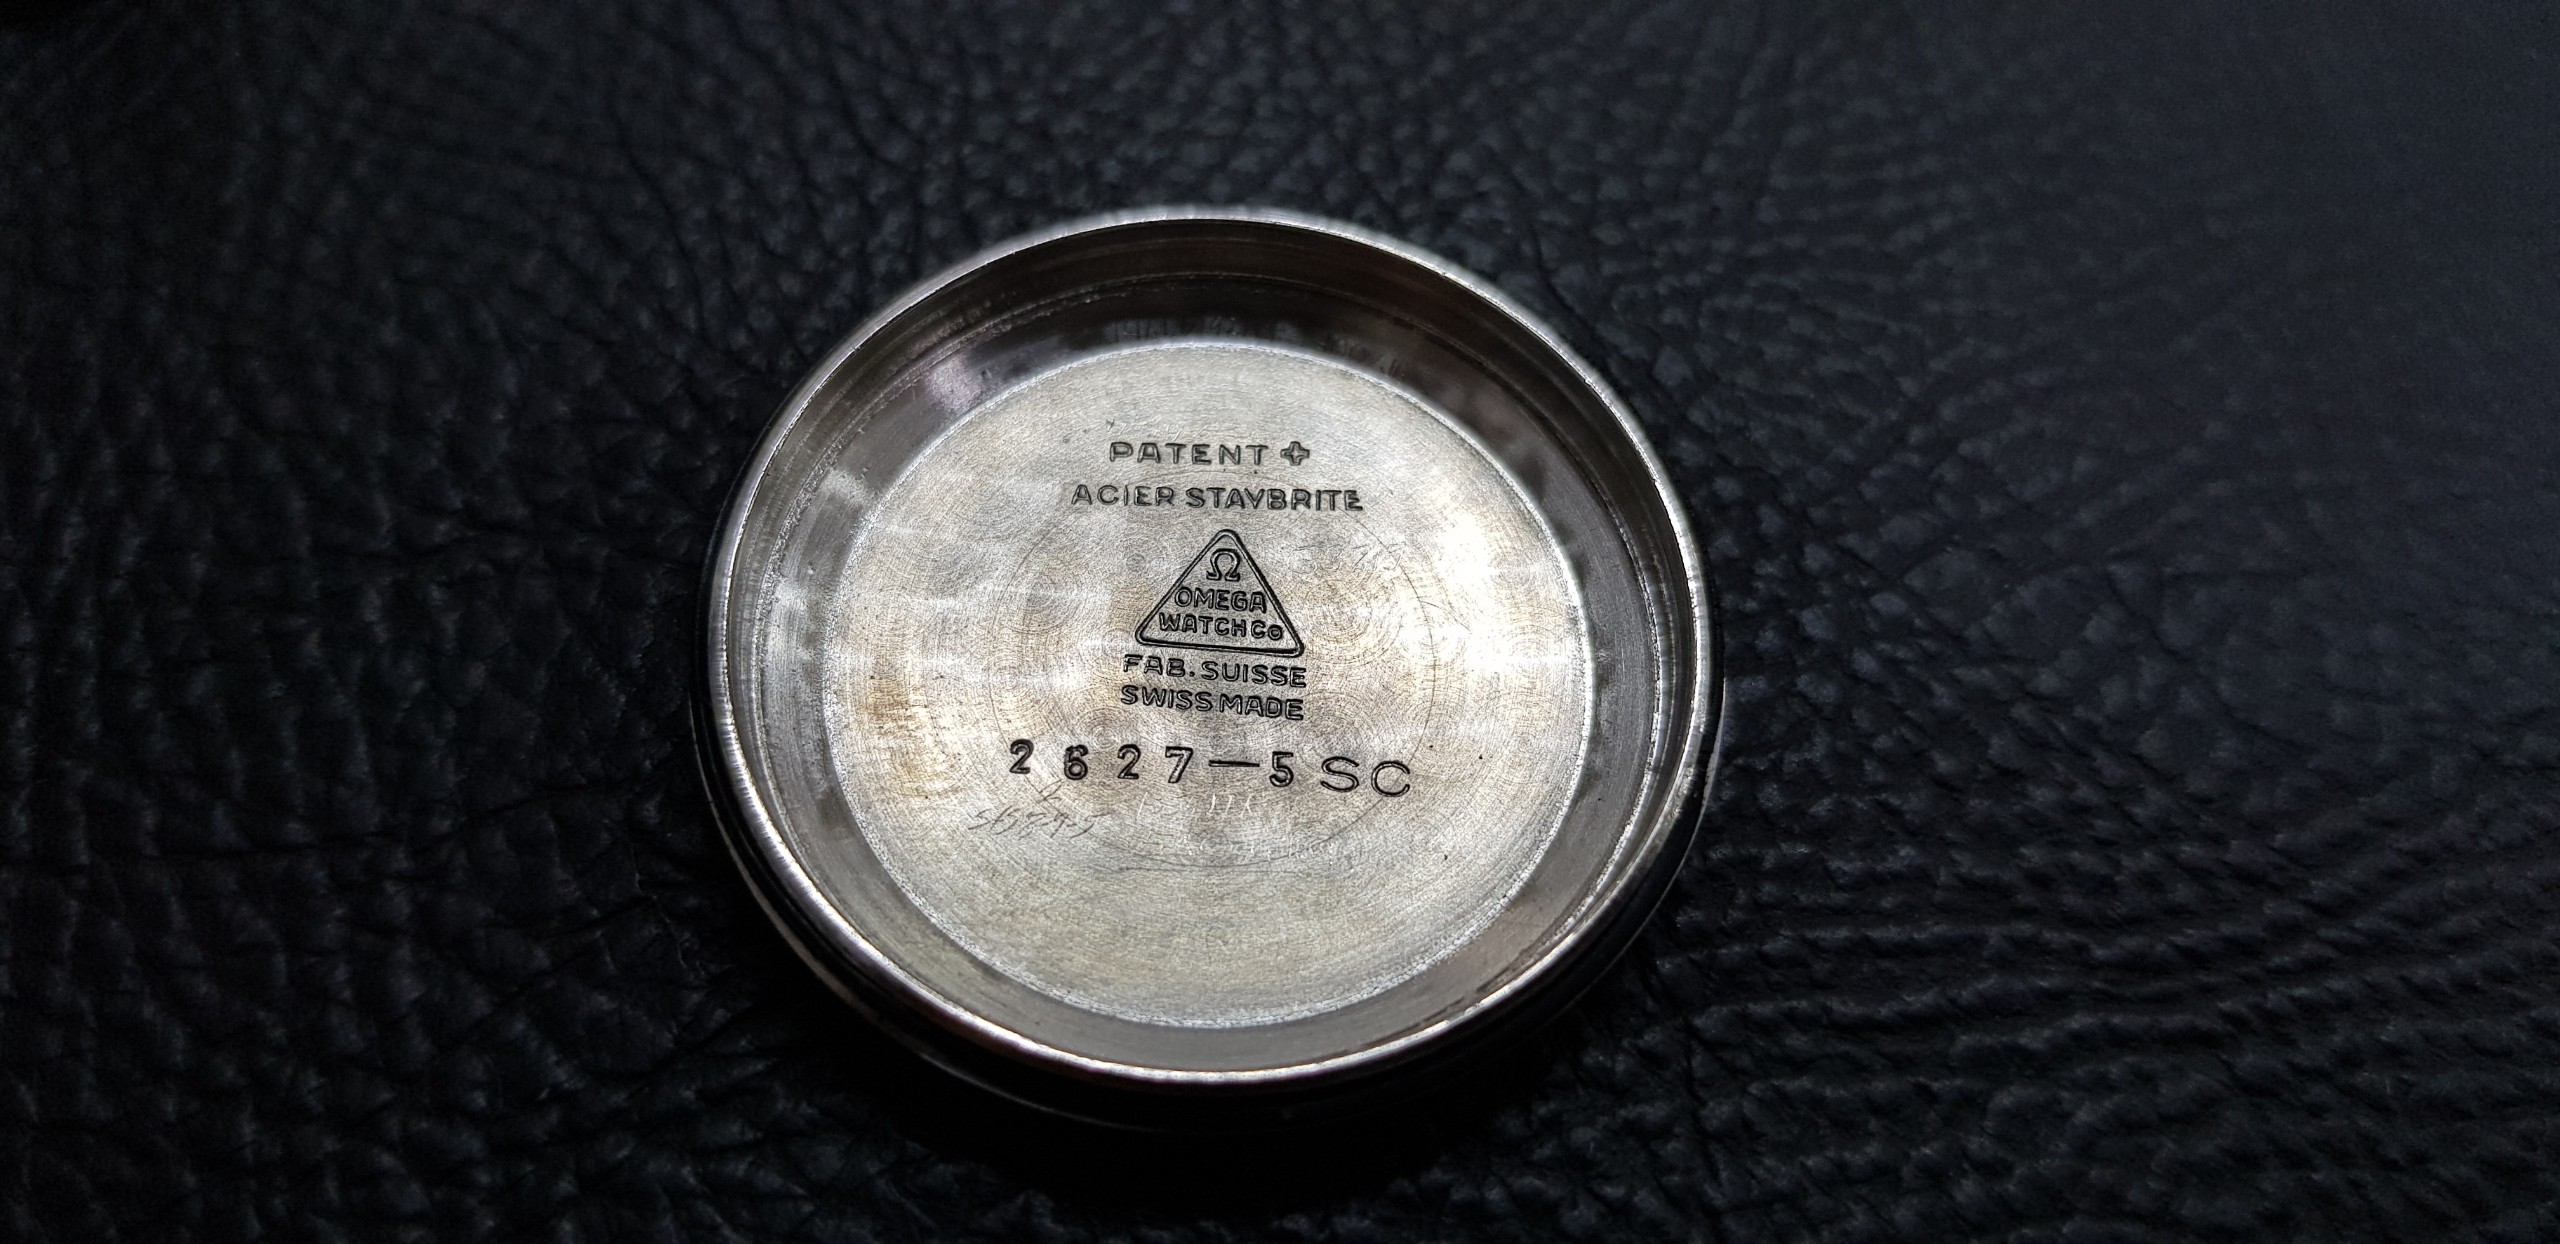 PATENT ✚
ACIER STAYBRITE
Ω
OMEGA
WATCH Co
FAB. SUISSE
SWISS MADE
2627-5 SC